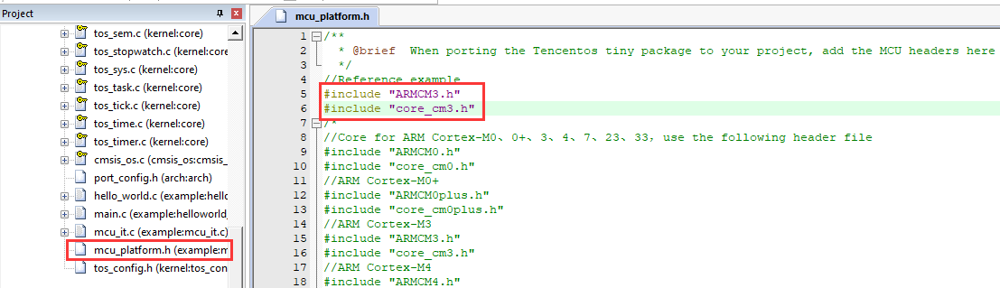 Project
tos_sem.c (kernel:core)
tos_stopwatch.c (kernel:core
tos_sys.c (kernel:core)
tos_task.c (kernel:core)
tos_tick.c (kernel:core)
tos_time.c (kernel:core)
tos_timer.c (kernel:core)
cmsis_os.c (cmsis_os:cmsis_
port_config.h (arch:arch)
hello_world.c (example:hello
main.c (example:helloworld_
mcu_it.c (example:mcu_it.c)
mcu_platform.h (example:m
tos_config.h (kernel:tos_con
mcu_platform.h
1 /**
2 * @brief When porting the Tencentos tiny package to your project, add the MCU headers here
3 */
4 //Reference example
5 #include "ARMCM3.h"
6 #include "core_cm3.h"
7 /*
8 //Core for ARM Cortex-M0、0+、3、4、7、23、33，use the following header file
9 #include "ARMCM0.h"
10 #include "core_cm0.h"
11 //ARM Cortex-M0+
12 #include "ARMCM0plus.h"
13 #include "core_cm0plus.h"
14 //ARM Cortex-M3
15 #include "ARMCM3.h"
16 #include "core_cm3.h"
17 //ARM Cortex-M4
18 #include "ARMCM4.h"